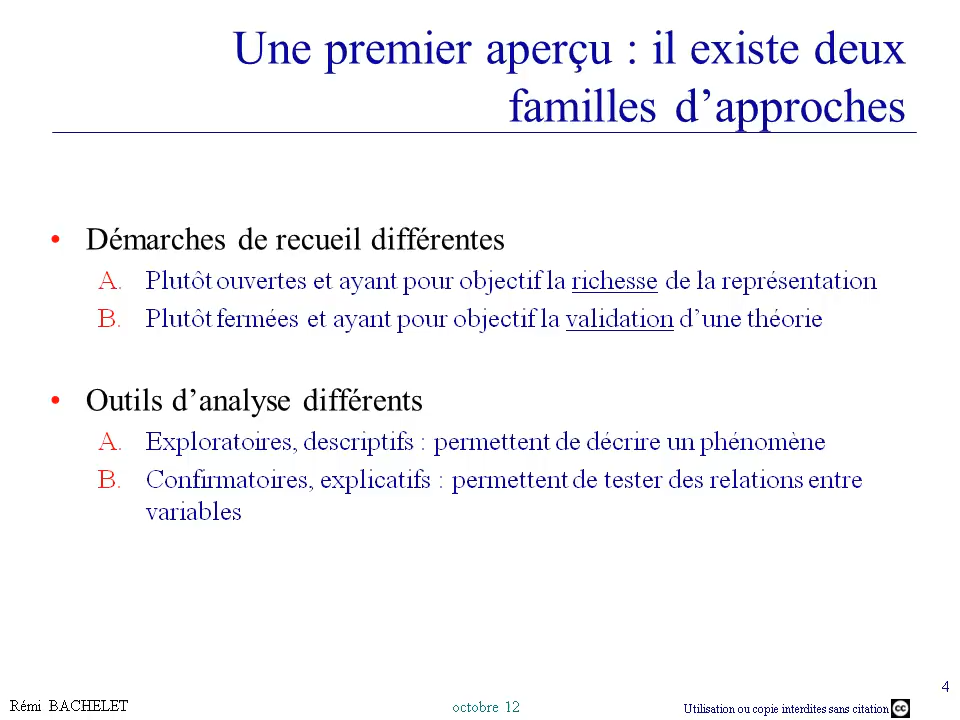 Une premier aperçu : il existe deux
familles d’approches
• Démarches de recueil différentes
A. Plutôt ouvertes et ayant pour objectif la richesse de la représentation
B. Plutôt fermées et ayant pour objectif la validation d’une théorie
• Outils d’analyse différents
A. Exploratoires, descriptifs : permettent de décrire un phénomène
B. Confirmatoires, explicatifs : permettent de tester des relations entre
variables
4
Rémi BACHELET
octobre 12
Utilisation ou copie interdites sans citation
cc